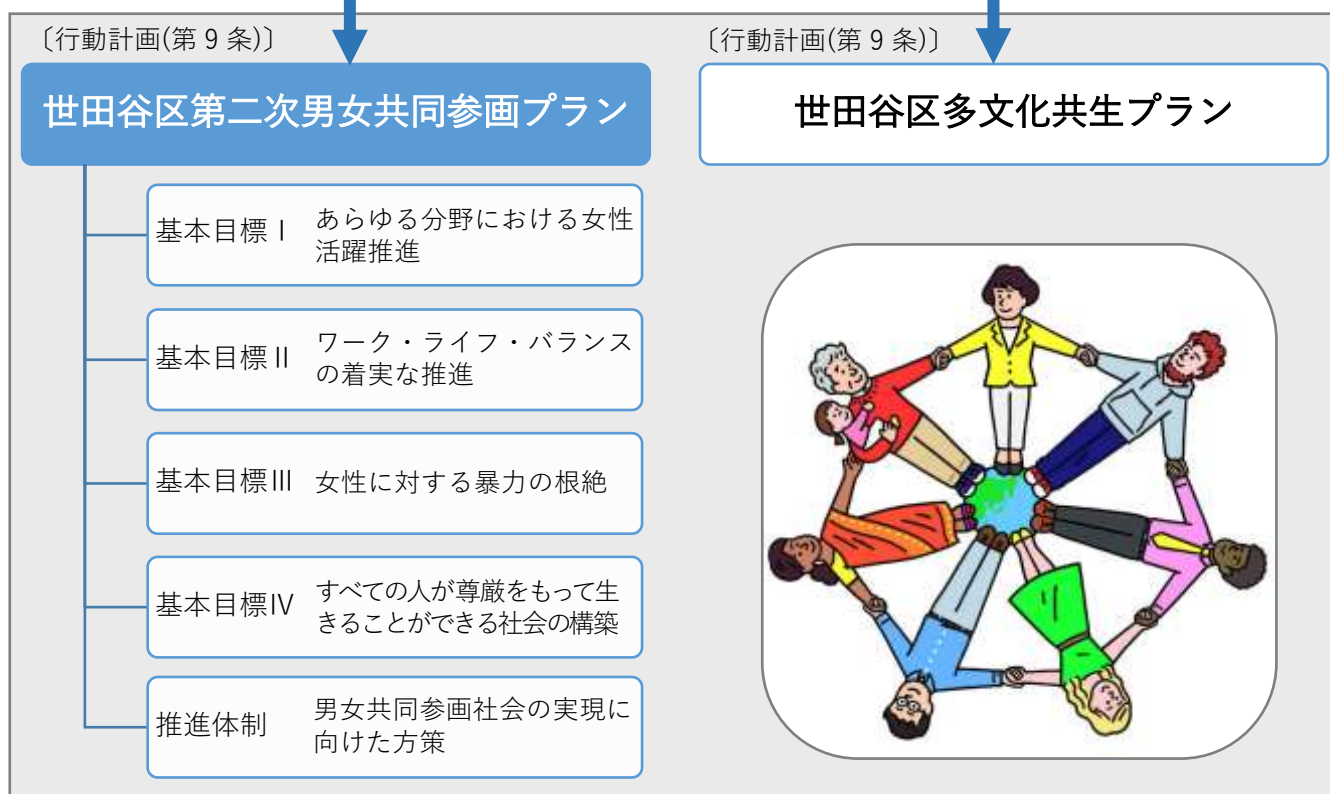 〔行動計画(第 9 条)〕
世田谷区第二次男女共同参画プラン
基本目標Ⅰ
あらゆる分野における女性
活躍推進
基本目標Ⅱ
ワーク・ライフ・バランス
の着実な推進
基本目標Ⅲ
女性に対する暴力の根絶
基本目標Ⅳ
すべての人が尊厳をもって生
きることができる社会の構築
推進体制
男女共同参画社会の実現に
向けた方策
〔行動計画(第 9 条)〕
世田谷区多文化共生プラン